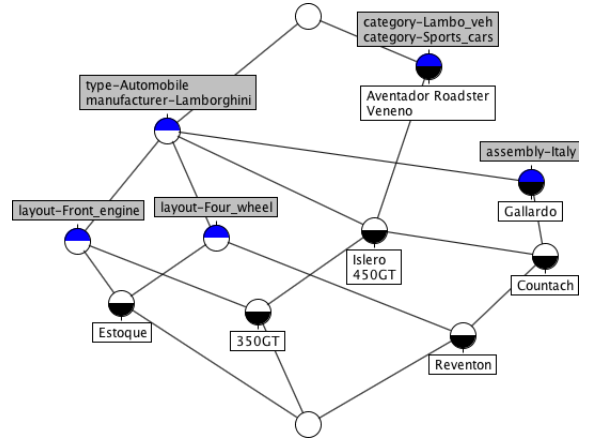 category-Lambo_veh
category-Sports_cars
type-Automobile
manufacturer-Lamborghini
Aventador Roadster
Veneno
assembly-Italy
layout-Front_engine
layout-Four_wheel
Gallardo
Islero
450GT
Countach
Estoque
350GT
Reventon